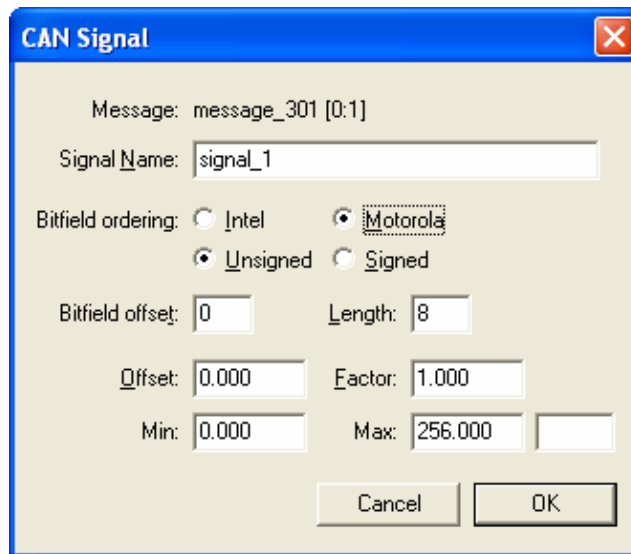 CAN Signal
Message: message_301 [0:1]
Signal Name: signal_1
Bitfield ordering: Intel Motorola
Unsigned Signed
Bitfield offset: 0 Length: 8
Offset: 0.000 Factor: 1.000
Min: 0.000 Max: 256.000
Cancel OK